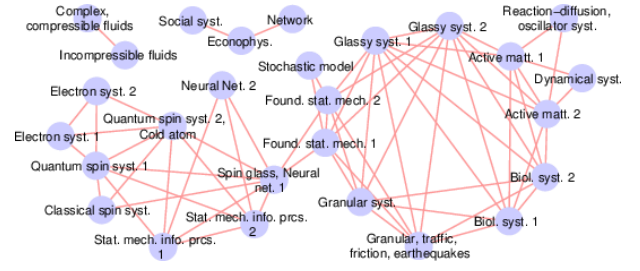 Complex,
compressible fluids
Incompressible fluids
Social syst.
Network
Econophys.
Glassy syst. 2
Glassy syst. 1
Reaction−diffusion,
oscillator syst.
Active matt. 1
Stochastic model
Dynamical syst.
Electron syst. 2
Neural Net. 2
Found. stat. mech. 2
Quantum spin syst. 2,
Cold atom
Active matt. 2
Electron syst. 1
Found. stat. mech. 1
Quantum spin syst. 1
Spin glass, Neural
net. 1
Biol. syst. 2
Classical spin syst.
Granular syst.
Stat. mech. info. prcs.
2
Biol. syst. 1
Stat. mech. info. prcs.
1
Granular, traffic,
friction, earthequakes